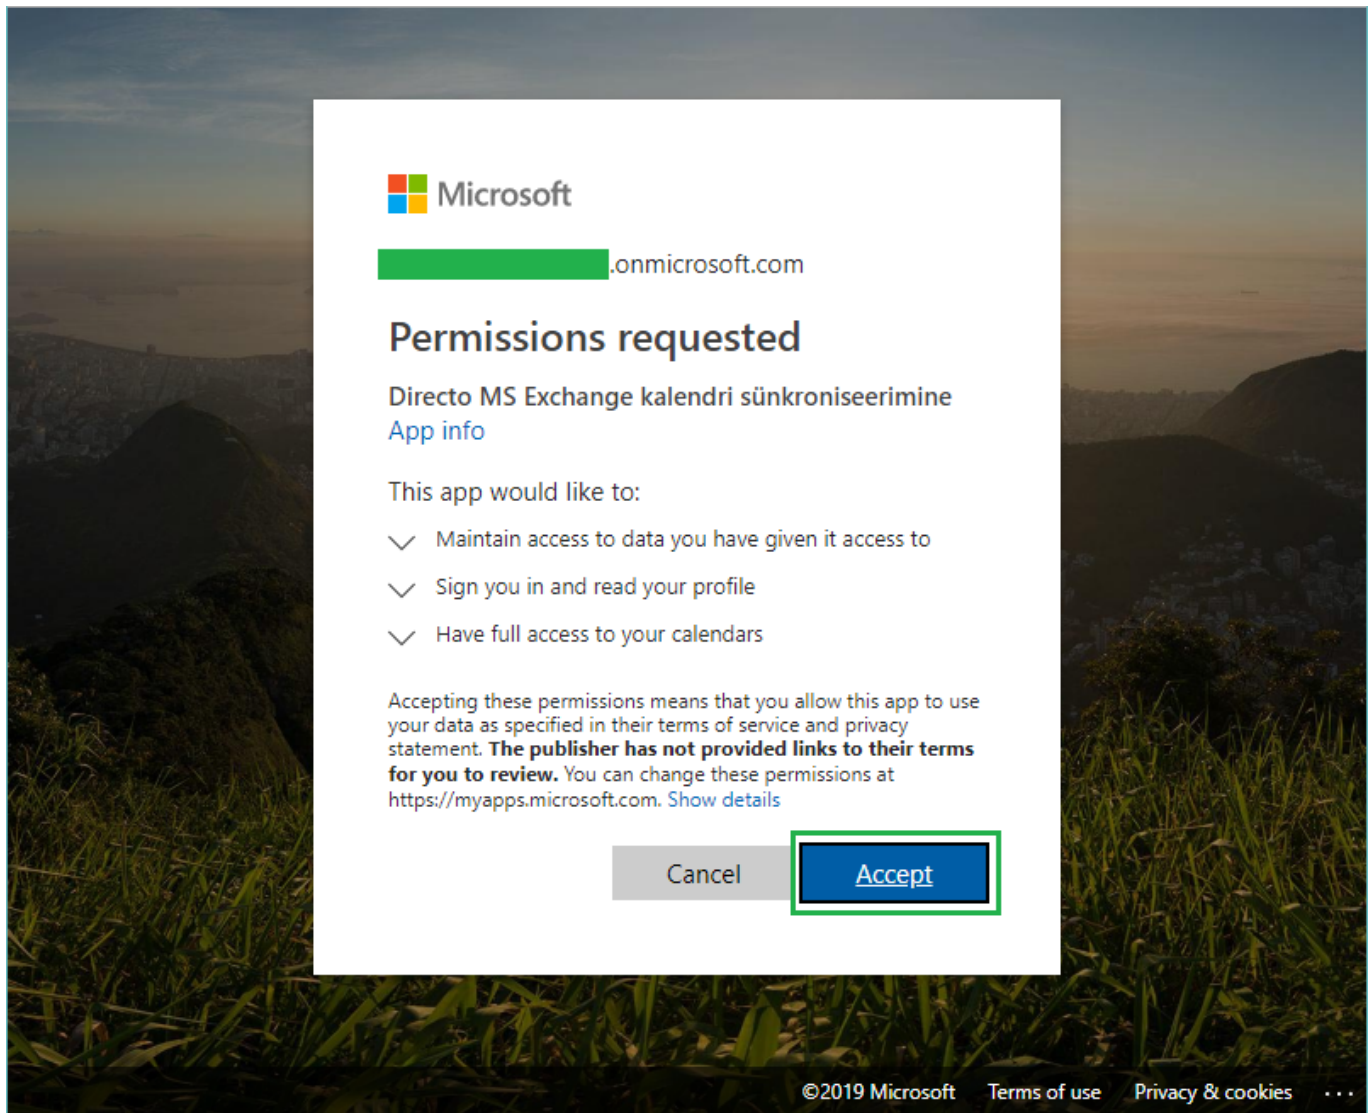 Microsoft
.onmicrosoft.com
Permissions requested
Directo MS Exchange kalendri sünkroniseerimine
App info
This app would like to:
Maintain access to data you have given it access to
Sign you in and read your profile
Have full access to your calendars
Accepting these permissions means that you allow this app to use
your data as specified in their terms of service and privacy
statement. The publisher has not provided links to their terms
for you to review. You can change these permissions at
https://myapps.microsoft.com. Show details
Cancel Accept
©2019 Microsoft Terms of use Privacy & cookies ...